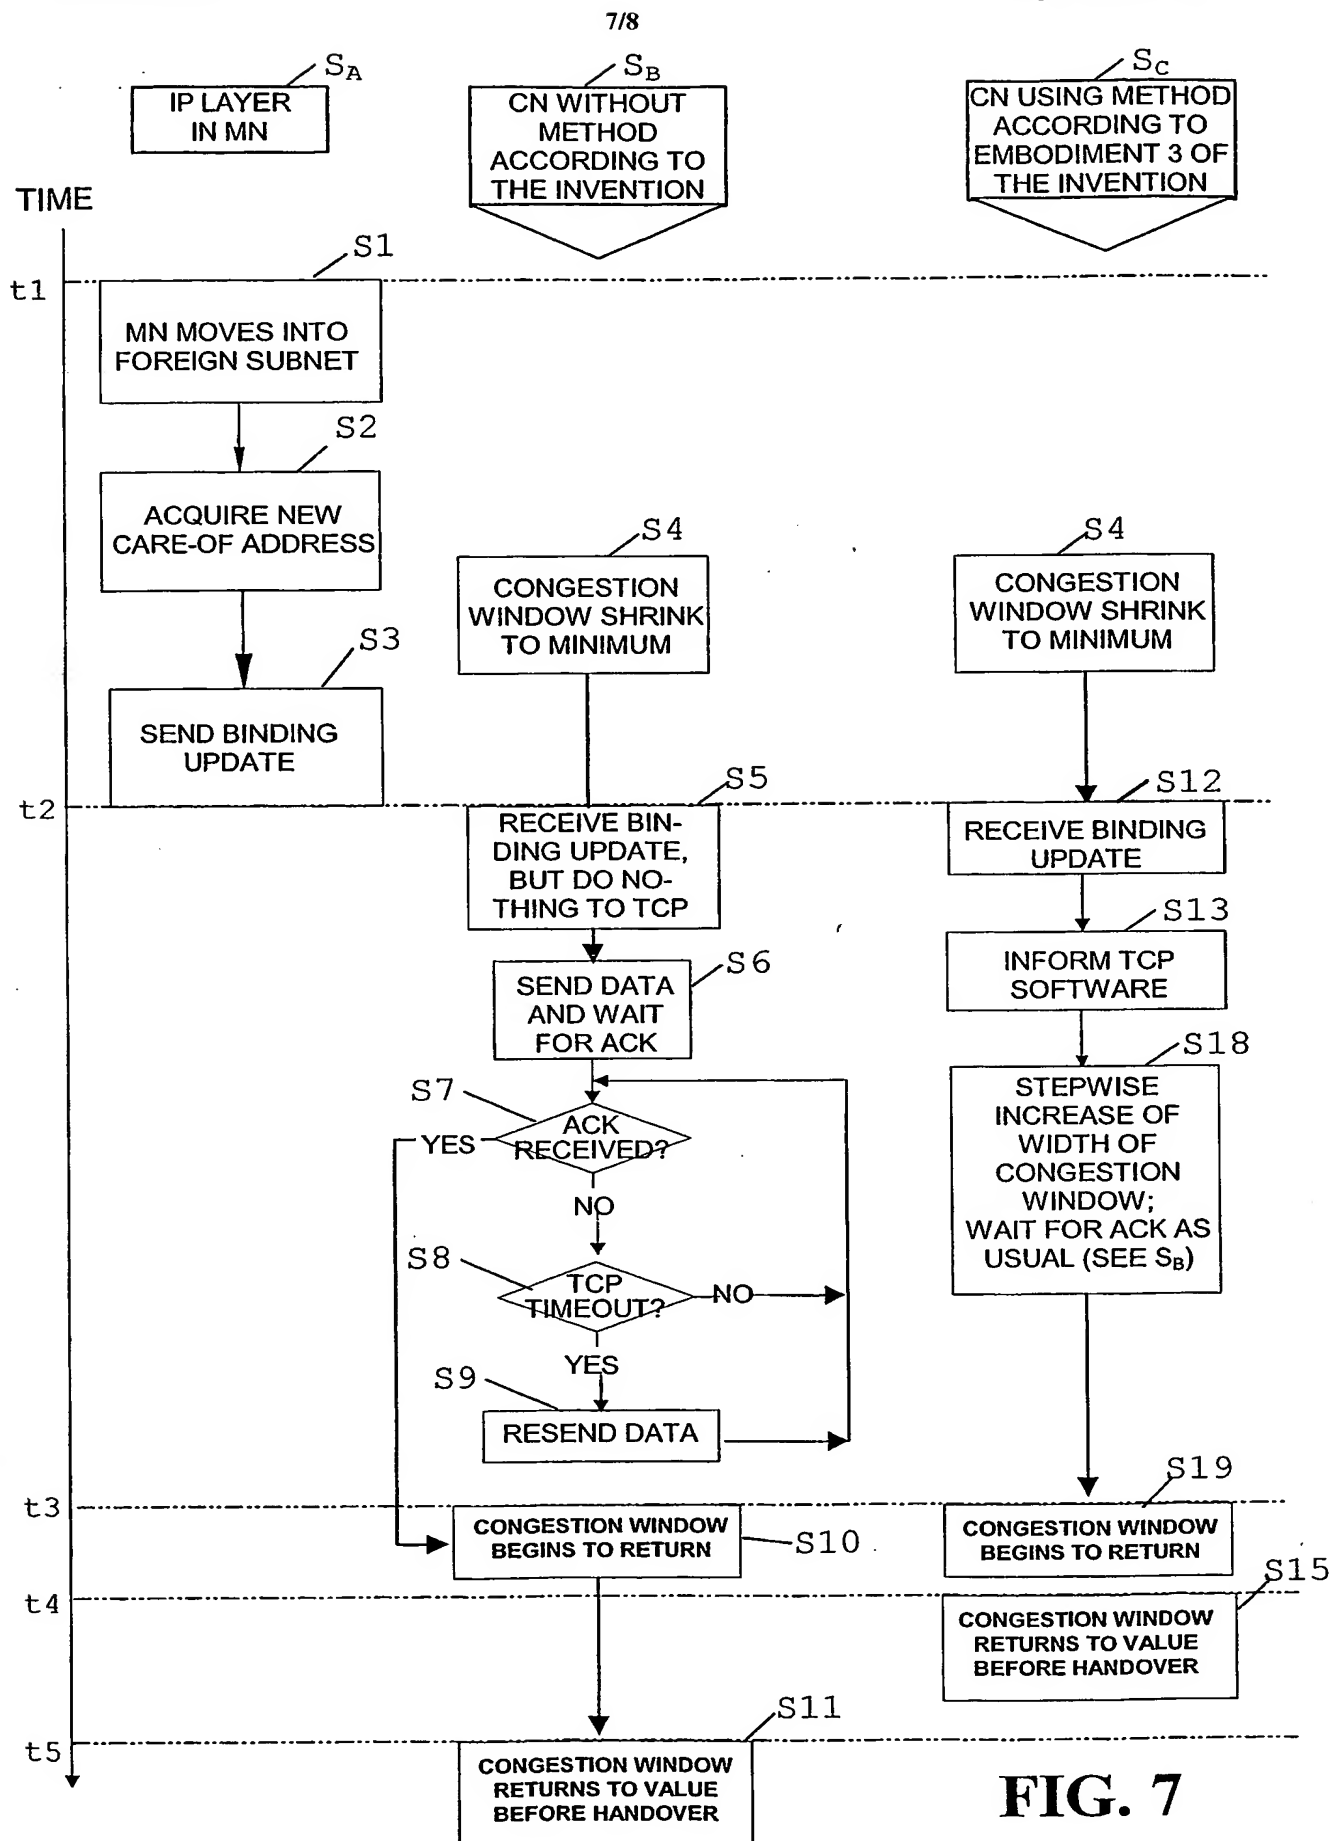 7/8
SA
IP LAYER
IN MN
SB
CN WITHOUT
METHOD
ACCORDING TO
THE INVENTION
SC
CN USING METHOD
ACCORDING TO
EMBODIMENT 3 OF
THE INVENTION
TIME
t1
S1
MN MOVES INTO
FOREIGN SUBNET
S2
ACQUIRE NEW
CARE-OF ADDRESS
S3
SEND BINDING
UPDATE
S4
CONGESTION
WINDOW SHRINK
TO MINIMUM
S4
CONGESTION
WINDOW SHRINK
TO MINIMUM
t2
S5
RECEIVE BIN-
DING UPDATE,
BUT DO NO-
THING TO TCP
S12
RECEIVE BINDING
UPDATE
S6
SEND DATA
AND WAIT
FOR ACK
S13
INFORM TCP
SOFTWARE
S7
ACK
RECEIVED?
YES
NO
S8
TCP
TIMEOUT?
NO
YES
S9
RESEND DATA
S18
STEPWISE
INCREASE OF
WIDTH OF
CONGESTION
WINDOW;
WAIT FOR ACK AS
USUAL (SEE SB)
t3
CONGESTION WINDOW
BEGINS TO RETURN
S10
S19
CONGESTION WINDOW
BEGINS TO RETURN
t4
S15
CONGESTION WINDOW
RETURNS TO VALUE
BEFORE HANDOVER
t5
S11
CONGESTION WINDOW
RETURNS TO VALUE
BEFORE HANDOVER
FIG. 7